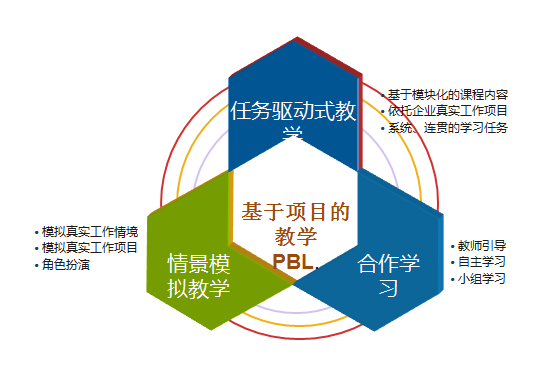 任务驱动式教
学
• 基于模块化的课程内容
• 依托企业真实工作项目
• 系统、连贯的学习任务
基于项目的
教学
PBL.
• 模拟真实工作情境
• 模拟真实工作项目
• 角色扮演
情景模
拟教学
合作学
习
• 教师引导
• 自主学习
• 小组学习